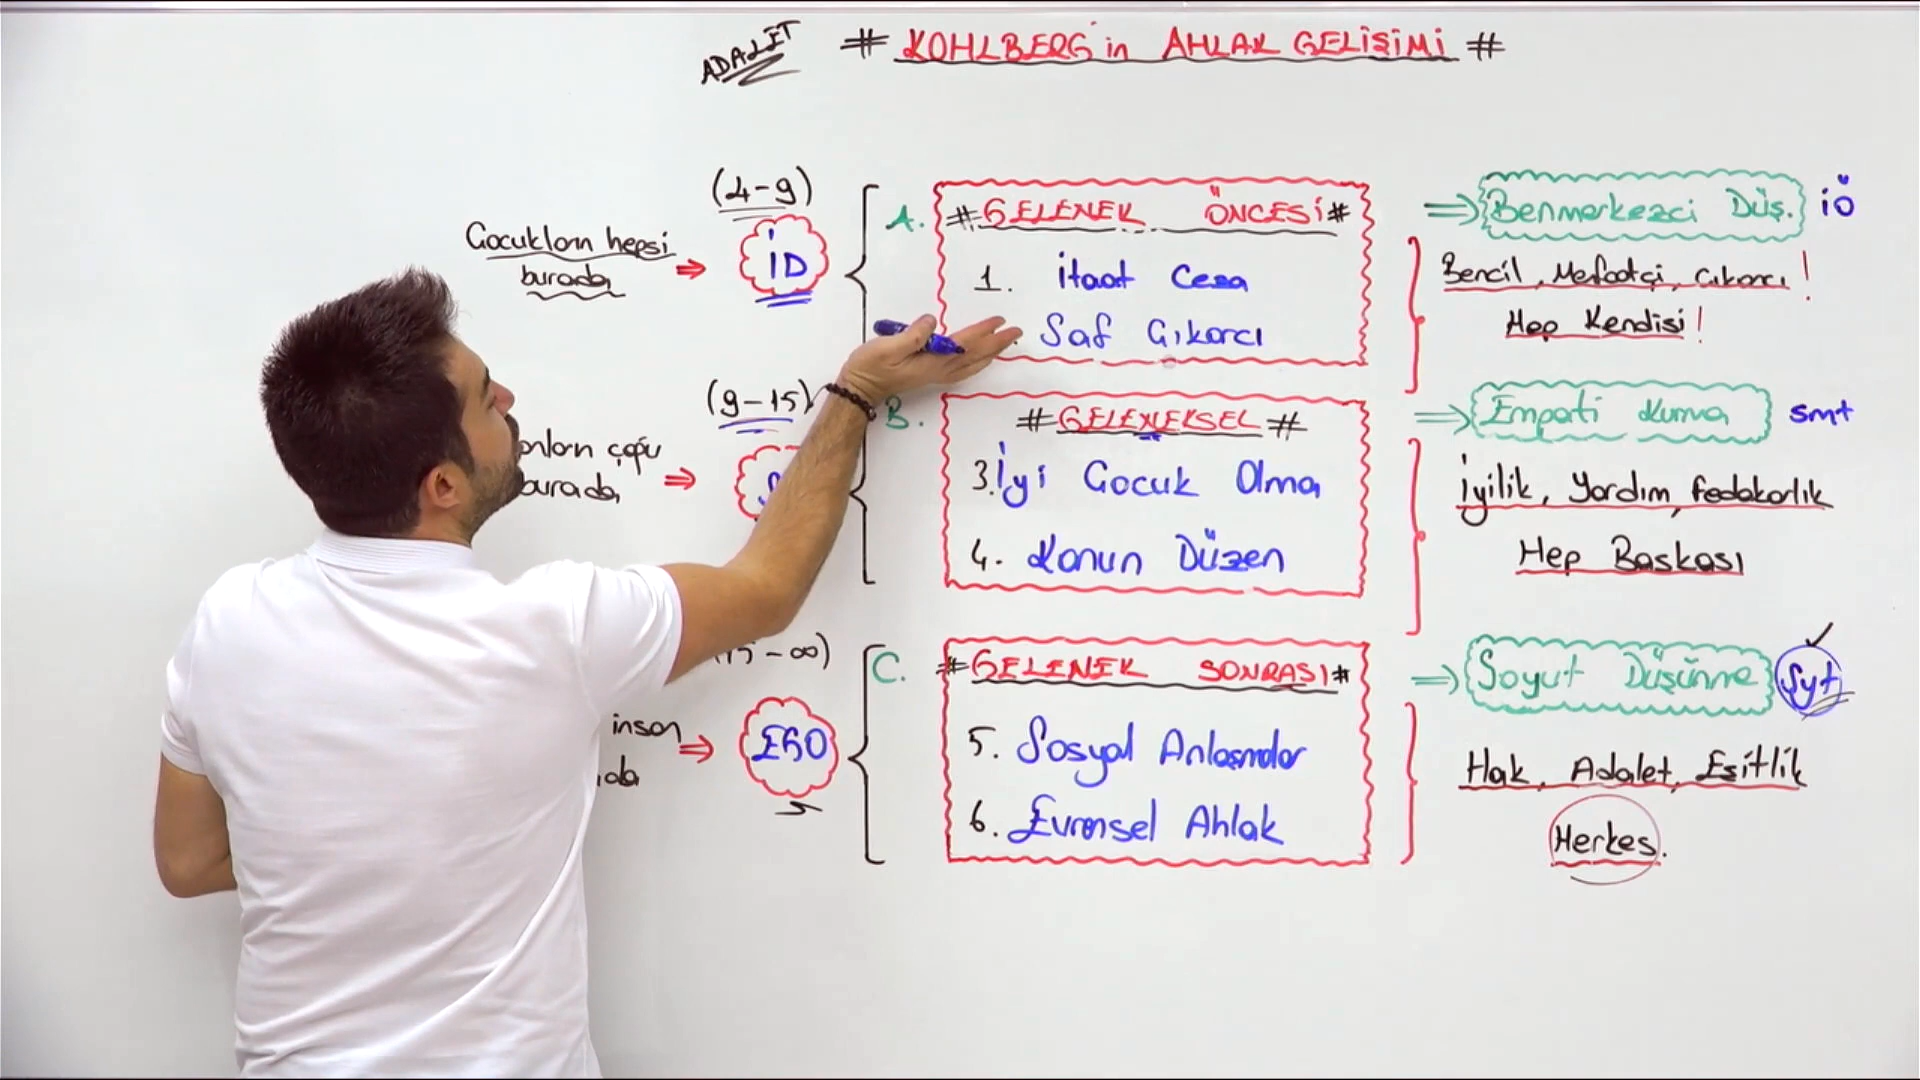 ADALET
# KOHLBERG'in AHLAK GELİŞİMİ #
(4-9)
Çocukların hepsi
burada
İD
A. # GELENEK ÖNCESİ #
1. İtaat Ceza
Saf Çıkarcı
Benmerkezci Düş. İÖ
Bencil, Menfaatçi, Çıkarcı!
Hep Kendisi!
(9-15)
çoğu
burada
B. # GELENEKSEL #
3. İyi Çocuk Olma
4. Kanun Düzen
Empati Kurma smt
İyilik, Yardım, Fedakarlık
Hep Başkası
- ∞)
insan
EGO
C. # GELENEK SONRASI #
5. Sosyal Anlaşmalar
6. Evrensel Ahlak
Soyut Düşünme Syt
Hak, Adalet, Eşitlik
Herkes.